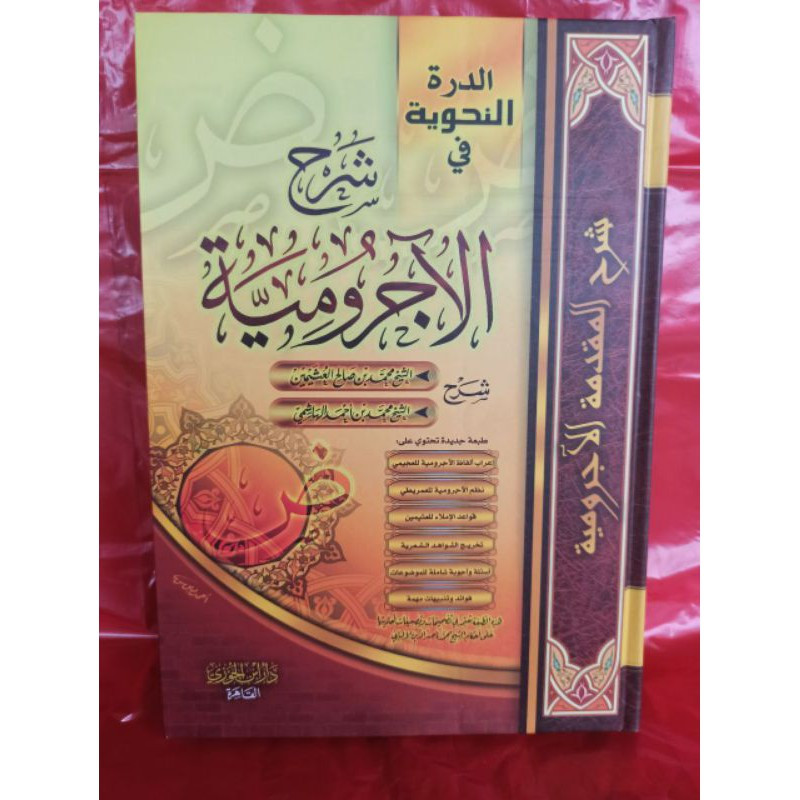 الدرة
النحوية
في
شرح
الآجرومية
شرح
الشيخ محمد بن صالح العثيمين
الشيخ محمد بن أحمد الهاشمي
طبعة جديدة تحتوي على:
إعراب ألفاظ الآجرومية للعجيمي
نظم الآجرومية للعمريطي
قواعد الإملاء للعثيمين
تخريج الشواهد الشعرية
أسئلة وأجوبة شاملة للموضوعات
فوائد وتنبيهات مهمة
دار ابن الجوزي
القاهرة
شرح المقدمة الآجرومية
ض
ض